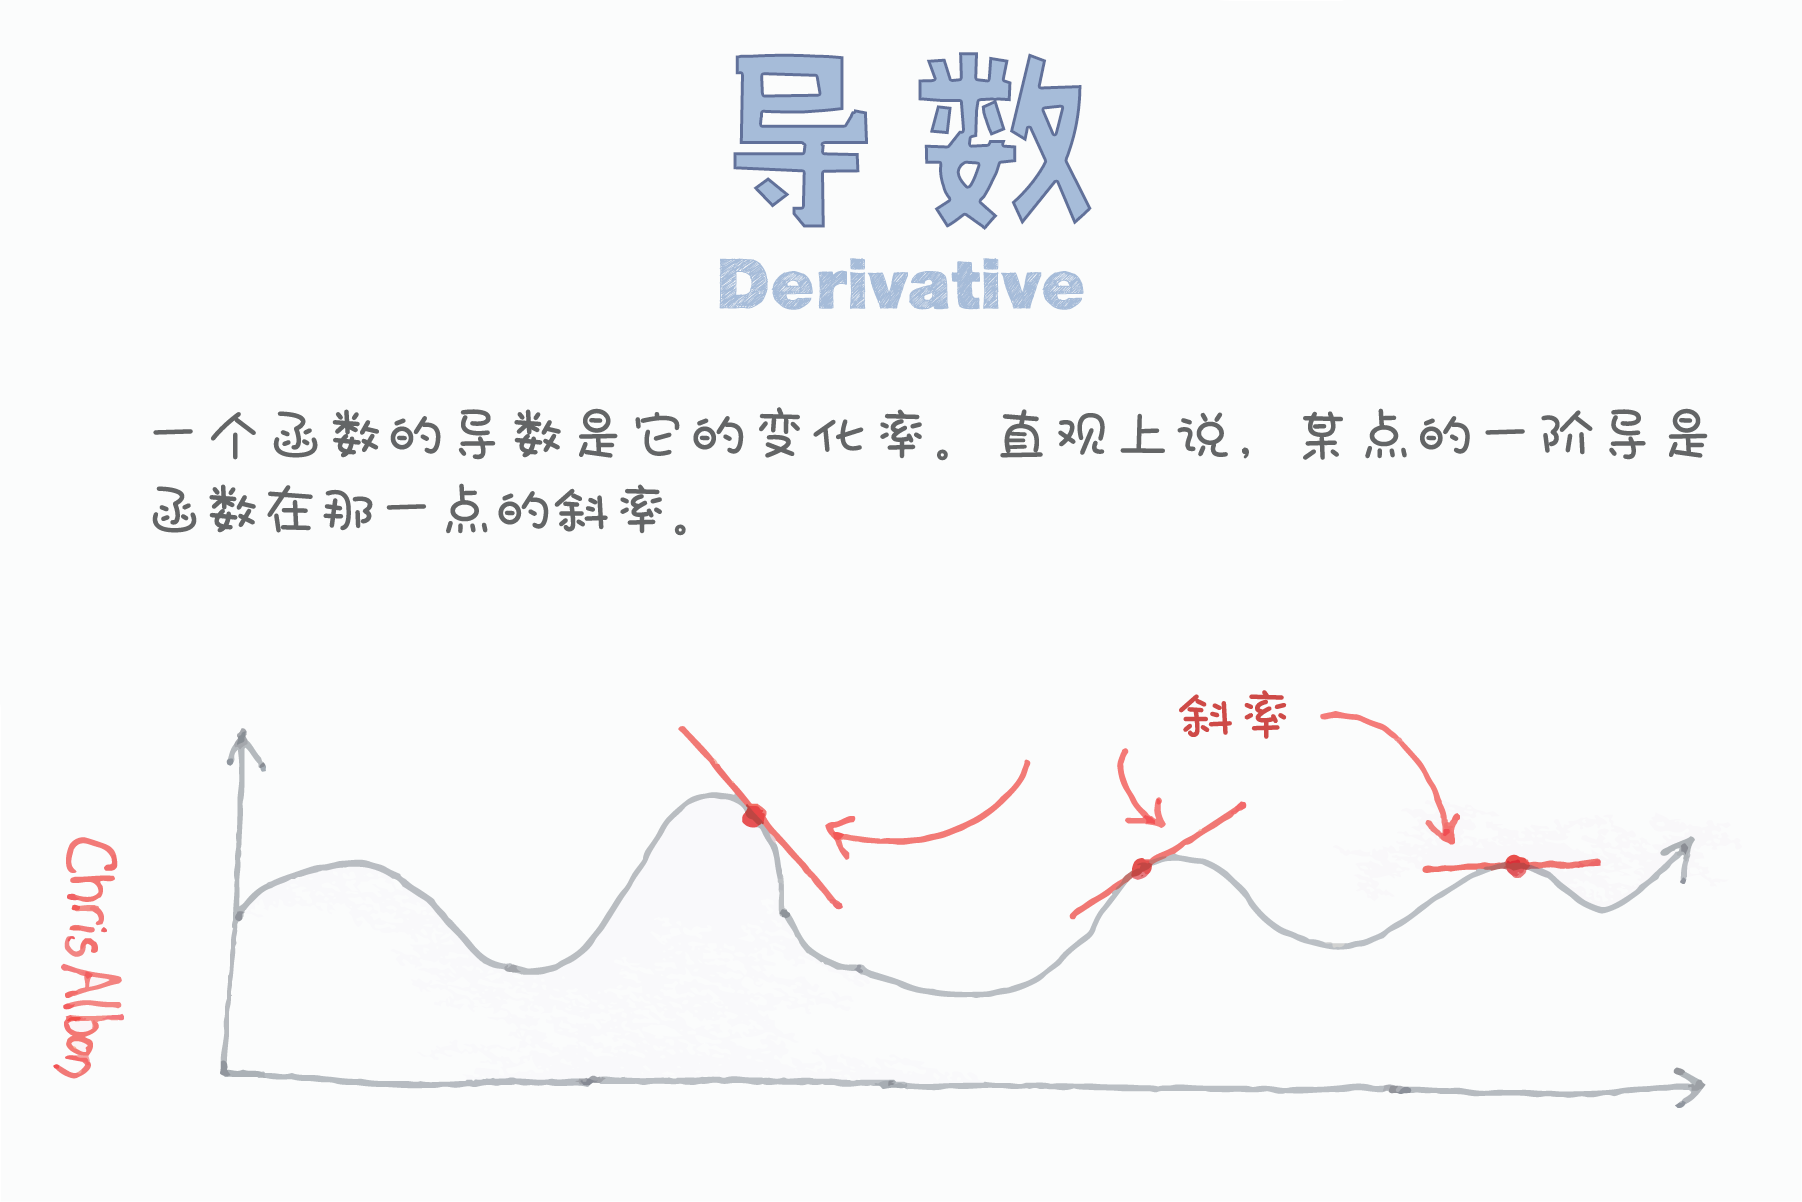 导数
Derivative
一个函数的导数是它的变化率。直观上说,某点的一阶导是
函数在那一点的斜率。
斜率
Chris Albon